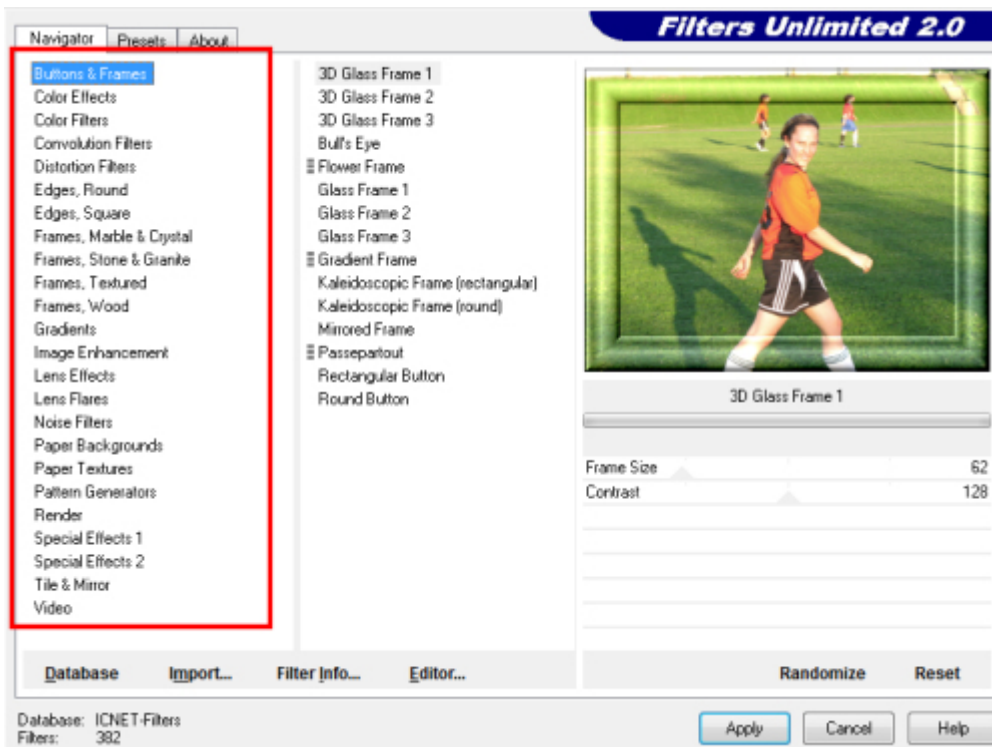 Filters Unlimited 2.0
Navigator Presets About
Buttons & Frames
Color Effects
Color Filters
Convolution Filters
Distortion Filters
Edges, Round
Edges, Square
Frames, Marble & Crystal
Frames, Stone & Granite
Frames, Textured
Frames, Wood
Gradients
Image Enhancement
Lens Effects
Lens Flares
Noise Filters
Paper Backgrounds
Paper Textures
Pattern Generators
Render
Special Effects 1
Special Effects 2
Tile & Mirror
Video
3D Glass Frame 1
3D Glass Frame 2
3D Glass Frame 3
Bull's Eye
Flower Frame
Glass Frame 1
Glass Frame 2
Glass Frame 3
Gradient Frame
Kaleidoscopic Frame (rectangular)
Kaleidoscopic Frame (round)
Mirrored Frame
Passepartout
Rectangular Button
Round Button
3D Glass Frame 1
Frame Size 62
Contrast 128
Database Import... Filter Info... Editor... Randomize Reset
Database: ICNET-Filters
Filters: 382
Apply Cancel Help